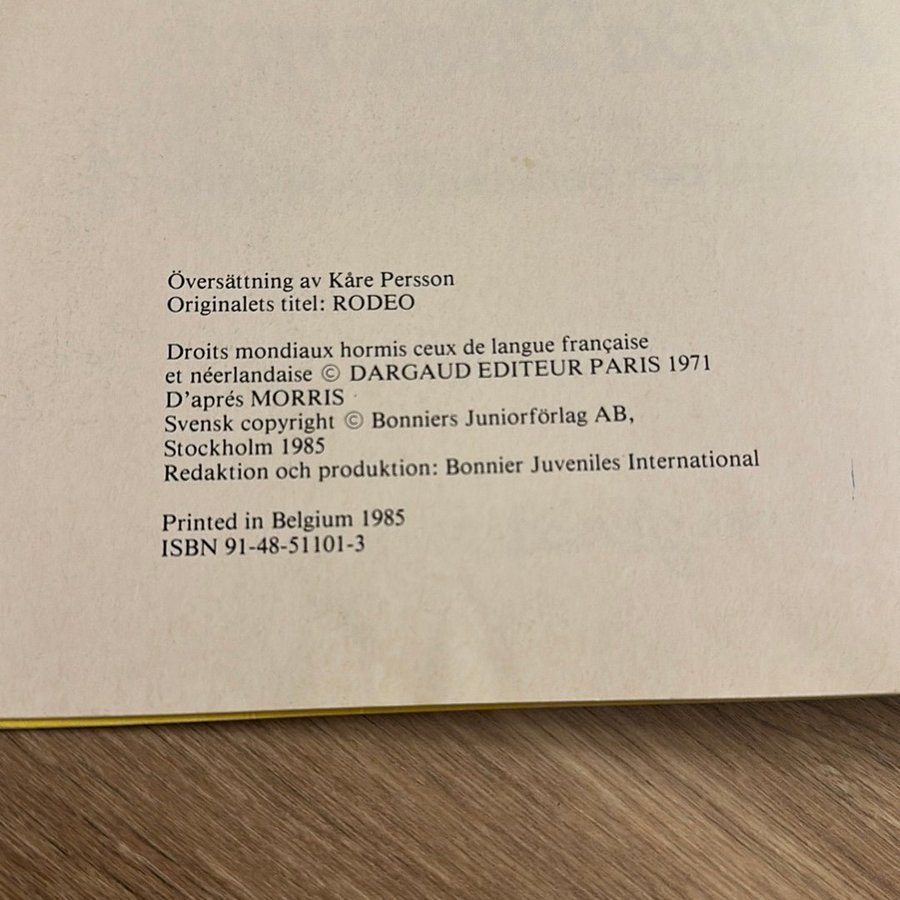 Översättning av Kåre Persson
Originalets titel: RODEO
Droits mondiaux hormis ceux de langue française
et néerlandaise © DARGAUD EDITEUR PARIS 1971
D'aprés MORRIS
Svensk copyright © Bonniers Juniorförlag AB,
Stockholm 1985
Redaktion och produktion: Bonnier Juveniles International
Printed in Belgium 1985
ISBN 91-48-51101-3